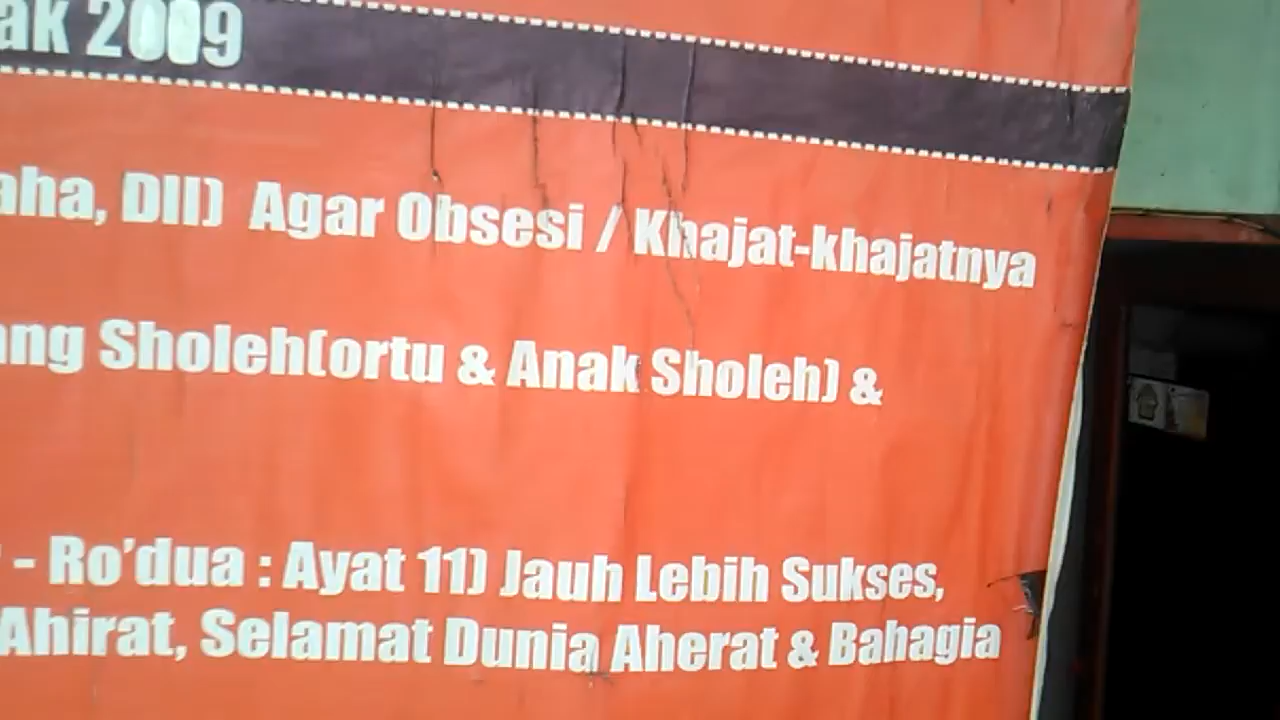 ak 2009
aha, Dll) Agar Obsesi / Khajat-khajatnya
ang Sholeh(ortu & Anak Sholeh) &
- Ro'dua : Ayat 11) Jauh Lebih Sukses,
Ahirat, Selamat Dunia Aherat & Bahagia